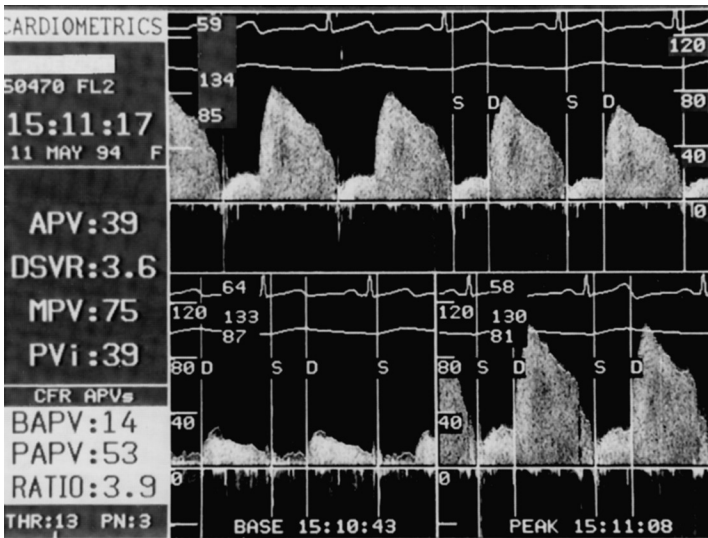 CARDIOMETRICS
50470 FL2
15:11:17
11 MAY 94 F
APV:39
DSVR:3.6
MPV:75
PVi:39
CFR APVs
BAPV:14
PAPV:53
RATIO:3.9
THR:13 PN:3
59
134
85
120
80
40
0
S D S D
64
133
87
120
80 D S D S
40
0
BASE 15:10:43
58
130
81
120
80 S D S D
40
0
PEAK 15:11:08